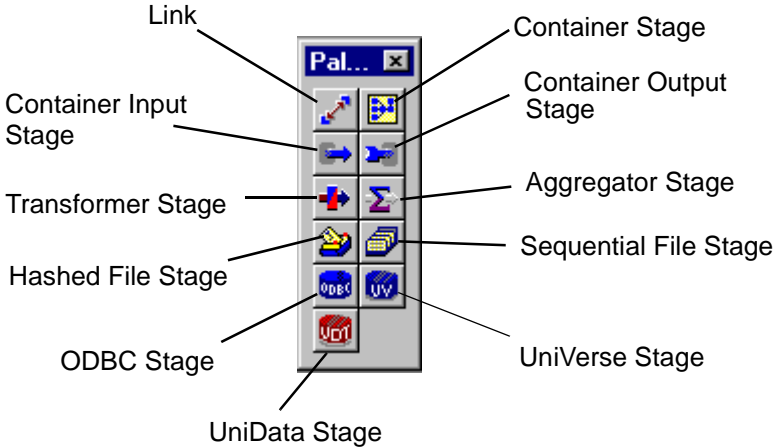 Link
Container Stage
Pal...
Container Input
Stage
Container Output
Stage
Transformer Stage
Aggregator Stage
Hashed File Stage
Sequential File Stage
ODBC
UV
ODBC Stage
UniVerse Stage
UniData Stage